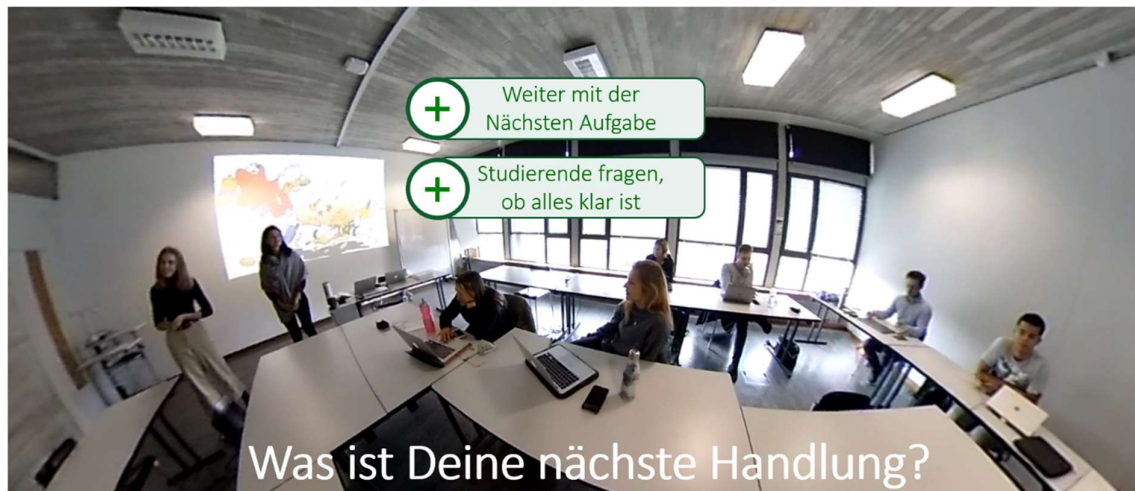 +
Weiter mit der
Nächsten Aufgabe
+
Studierende fragen,
ob alles klar ist
Was ist Deine nächste Handlung?